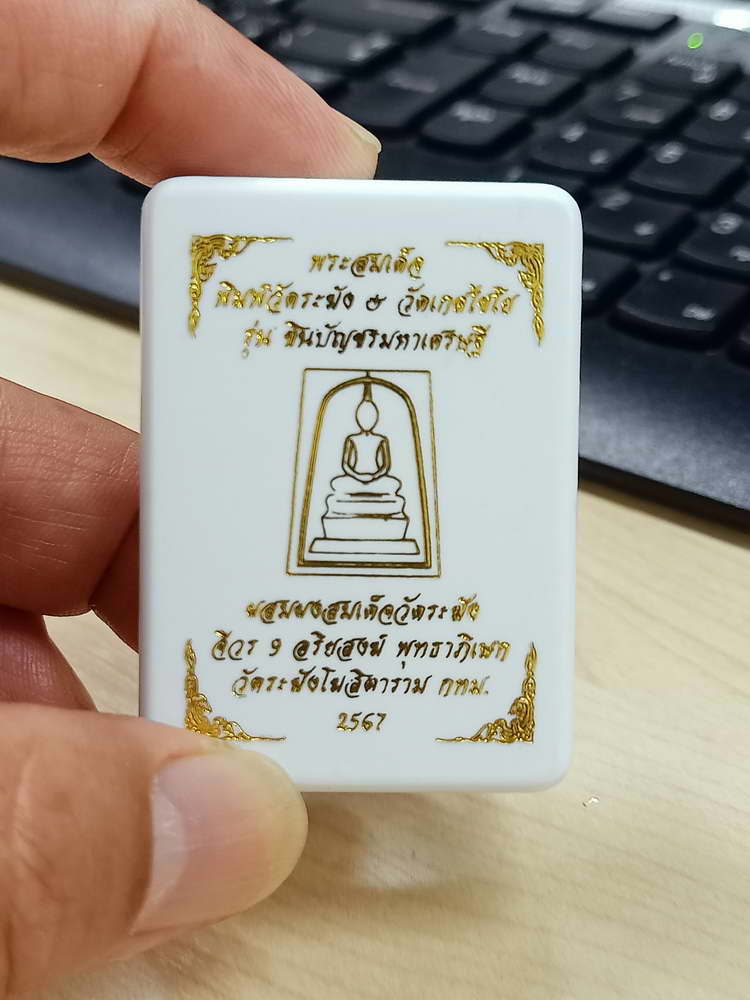 พระสมเด็จ
พิมพ์วัดระฆัง & วัดเกศไชโย
รุ่น ชินบัญชรมหาเศรษฐี
ผสมผงสมเด็จวัดระฆัง
จีวร 9 อริยสงฆ์ พุทธาภิเษก
วัดระฆังโฆสิตาราม กทม.
2567